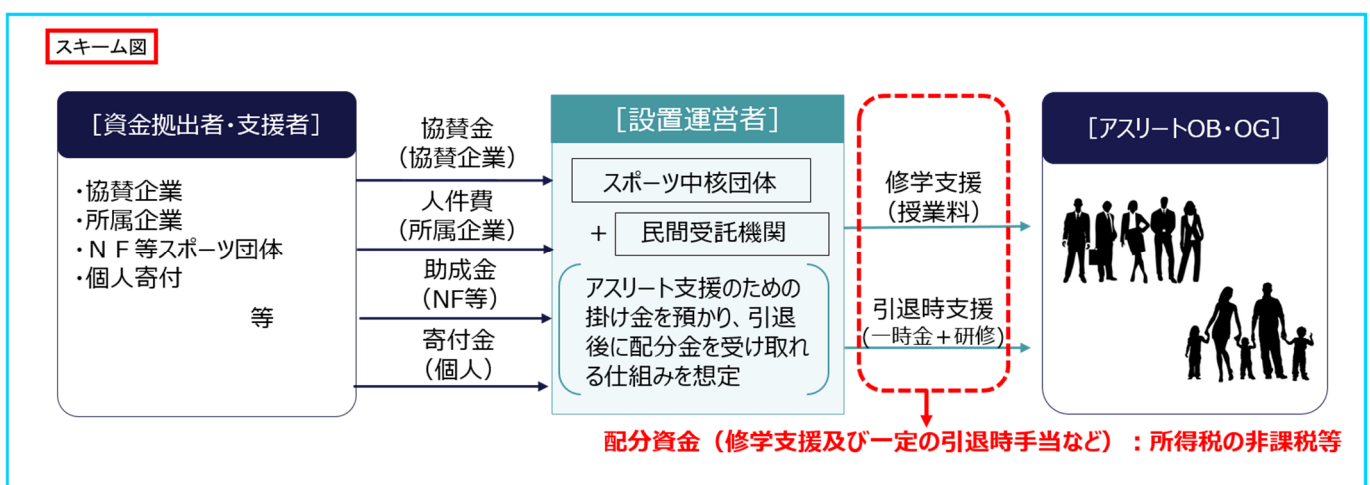 スキーム図
[資金拠出者・支援者]
・協賛企業
・所属企業
・ＮＦ等スポーツ団体
・個人寄付
等
協賛金
（協賛企業）
人件費
（所属企業）
助成金
（NF等）
寄付金
（個人）
[設置運営者]
スポーツ中核団体
+ 民間受託機関
アスリート支援のための
掛け金を預かり、引退
後に配分金を受け取れ
る仕組みを想定
修学支援
（授業料）
引退時支援
(一時金＋研修)
[アスリートOB・OG]
配分資金（修学支援及び一定の引退時手当など）：所得税の非課税等